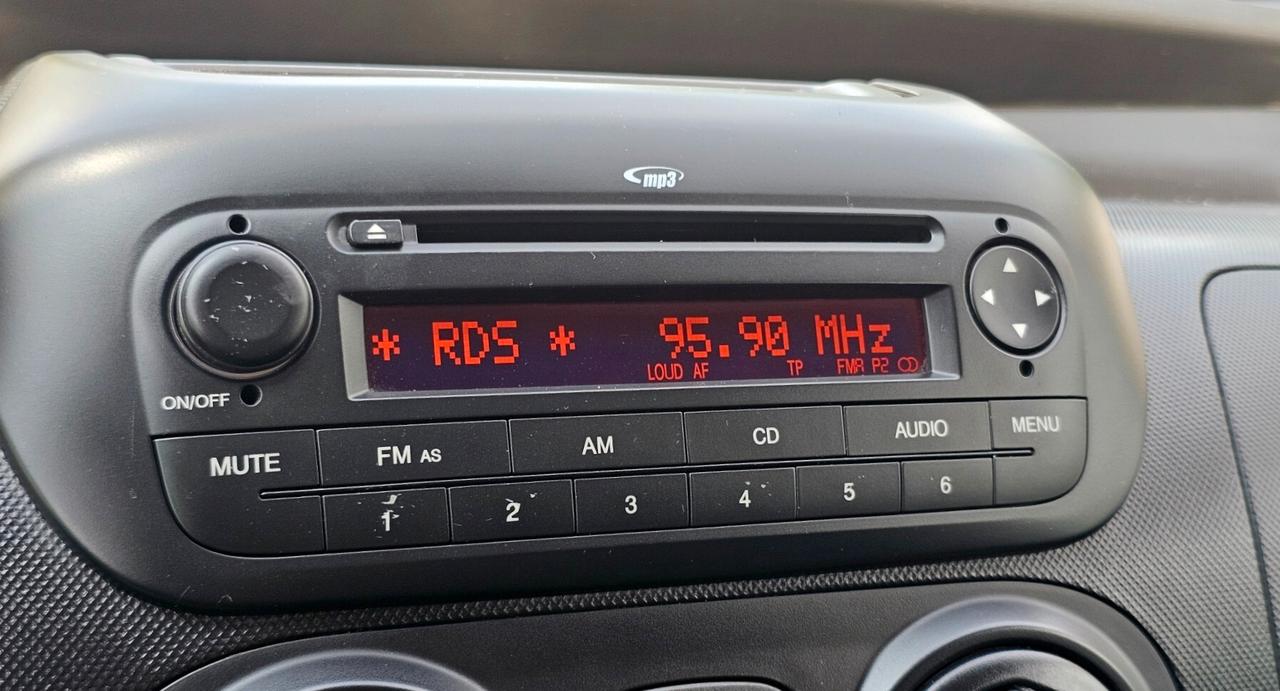 mp3
* RDS * 95.90 MHz
LOUD AF TP FMA P2
ON/OFF
MUTE FM AS AM CD AUDIO MENU
1 2 3 4 5 6